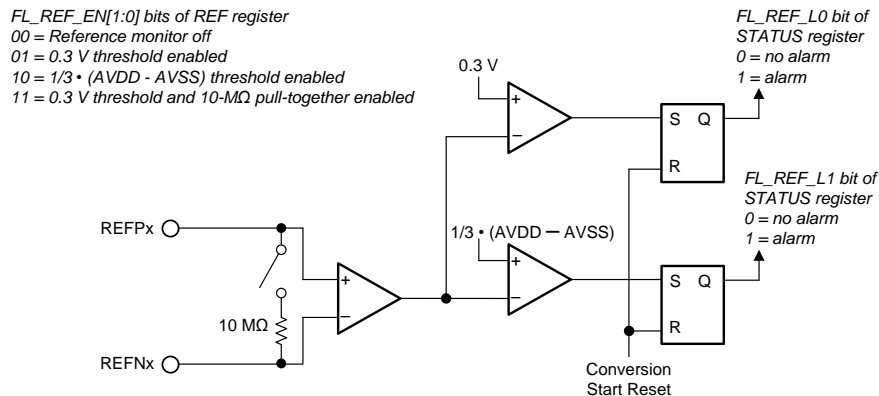 FL_REF_EN[1:0] bits of REF register
00 = Reference monitor off
01 = 0.3 V threshold enabled
10 = 1/3 • (AVDD - AVSS) threshold enabled
11 = 0.3 V threshold and 10-MΩ pull-together enabled
FL_REF_L0 bit of
STATUS register
0 = no alarm
1 = alarm
0.3 V
+
−
S Q
R
FL_REF_L1 bit of
STATUS register
0 = no alarm
1 = alarm
REFPx
1/3 • (AVDD — AVSS)
+
−
S Q
R
+
−
10 MΩ
REFNx
Conversion
Start Reset